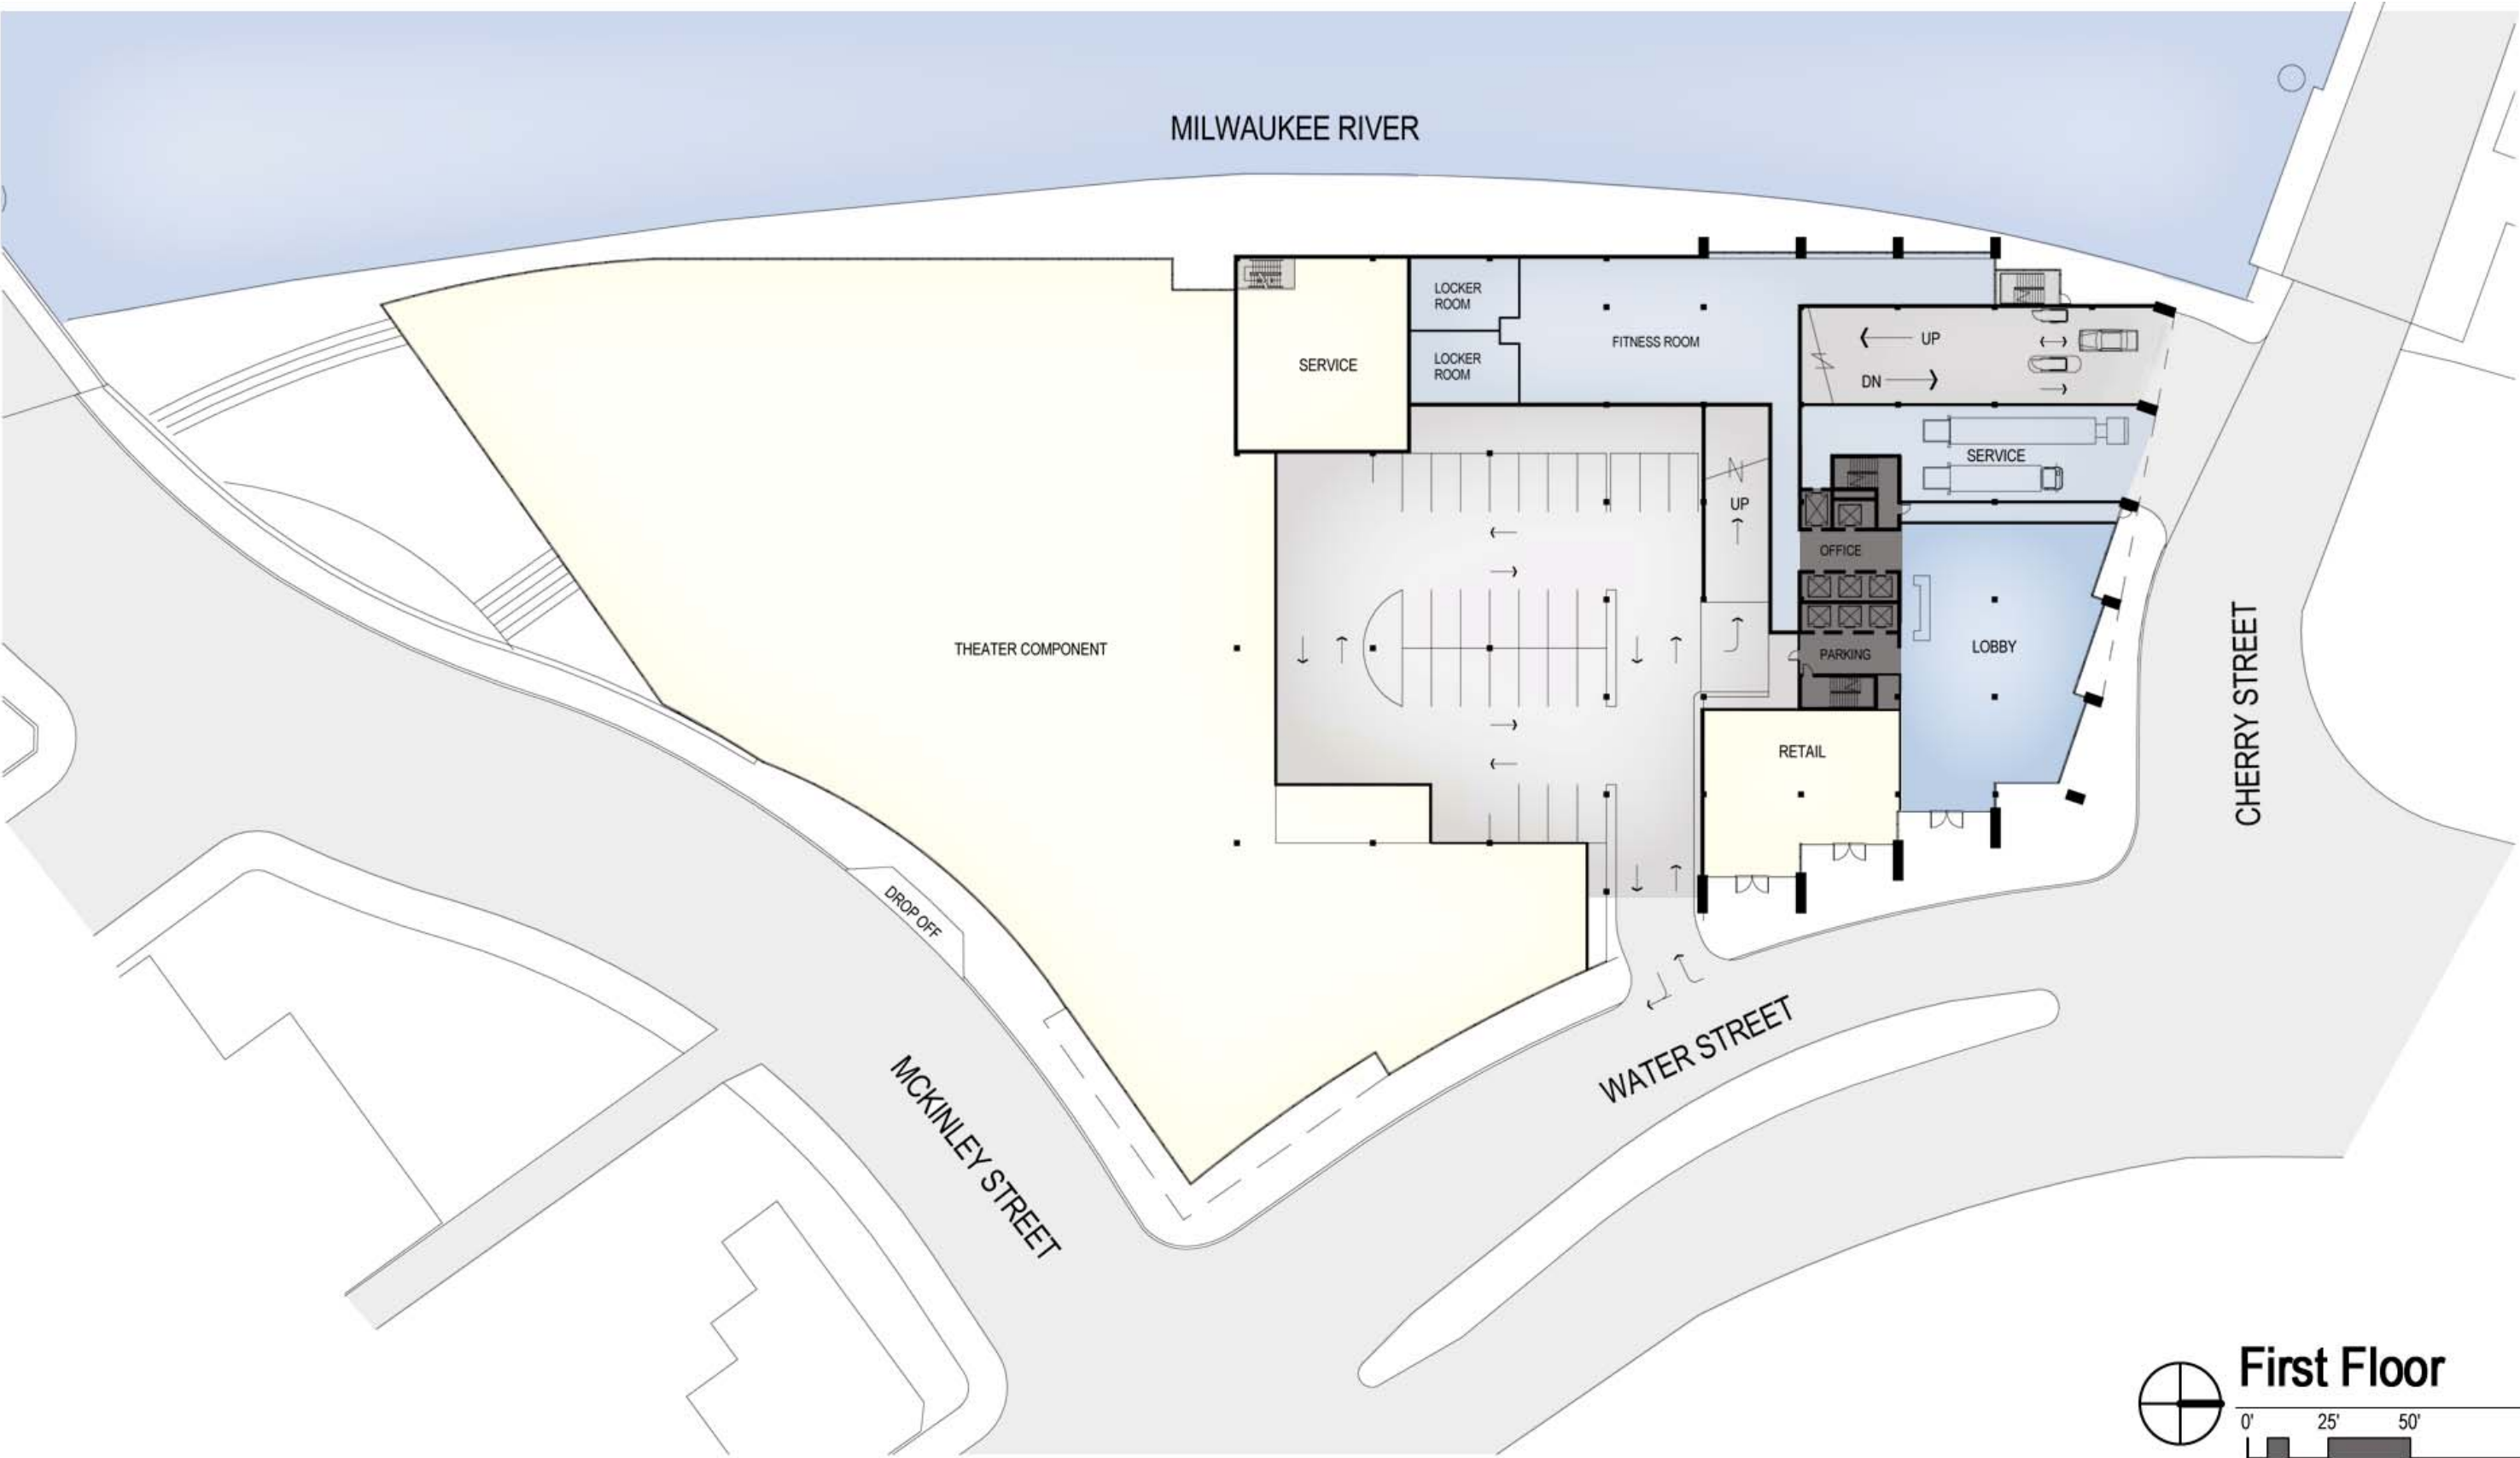 MILWAUKEE RIVER
LOCKER
ROOM
FITNESS ROOM
UP
SERVICE
LOCKER
ROOM
DN
SERVICE
UP
OFFICE
THEATER COMPONENT
LOBBY
PARKING
CHERRY STREET
RETAIL
DROP OFF
WATER STREET
MCKINLEY STREET
First Floor
0' 25' 50'